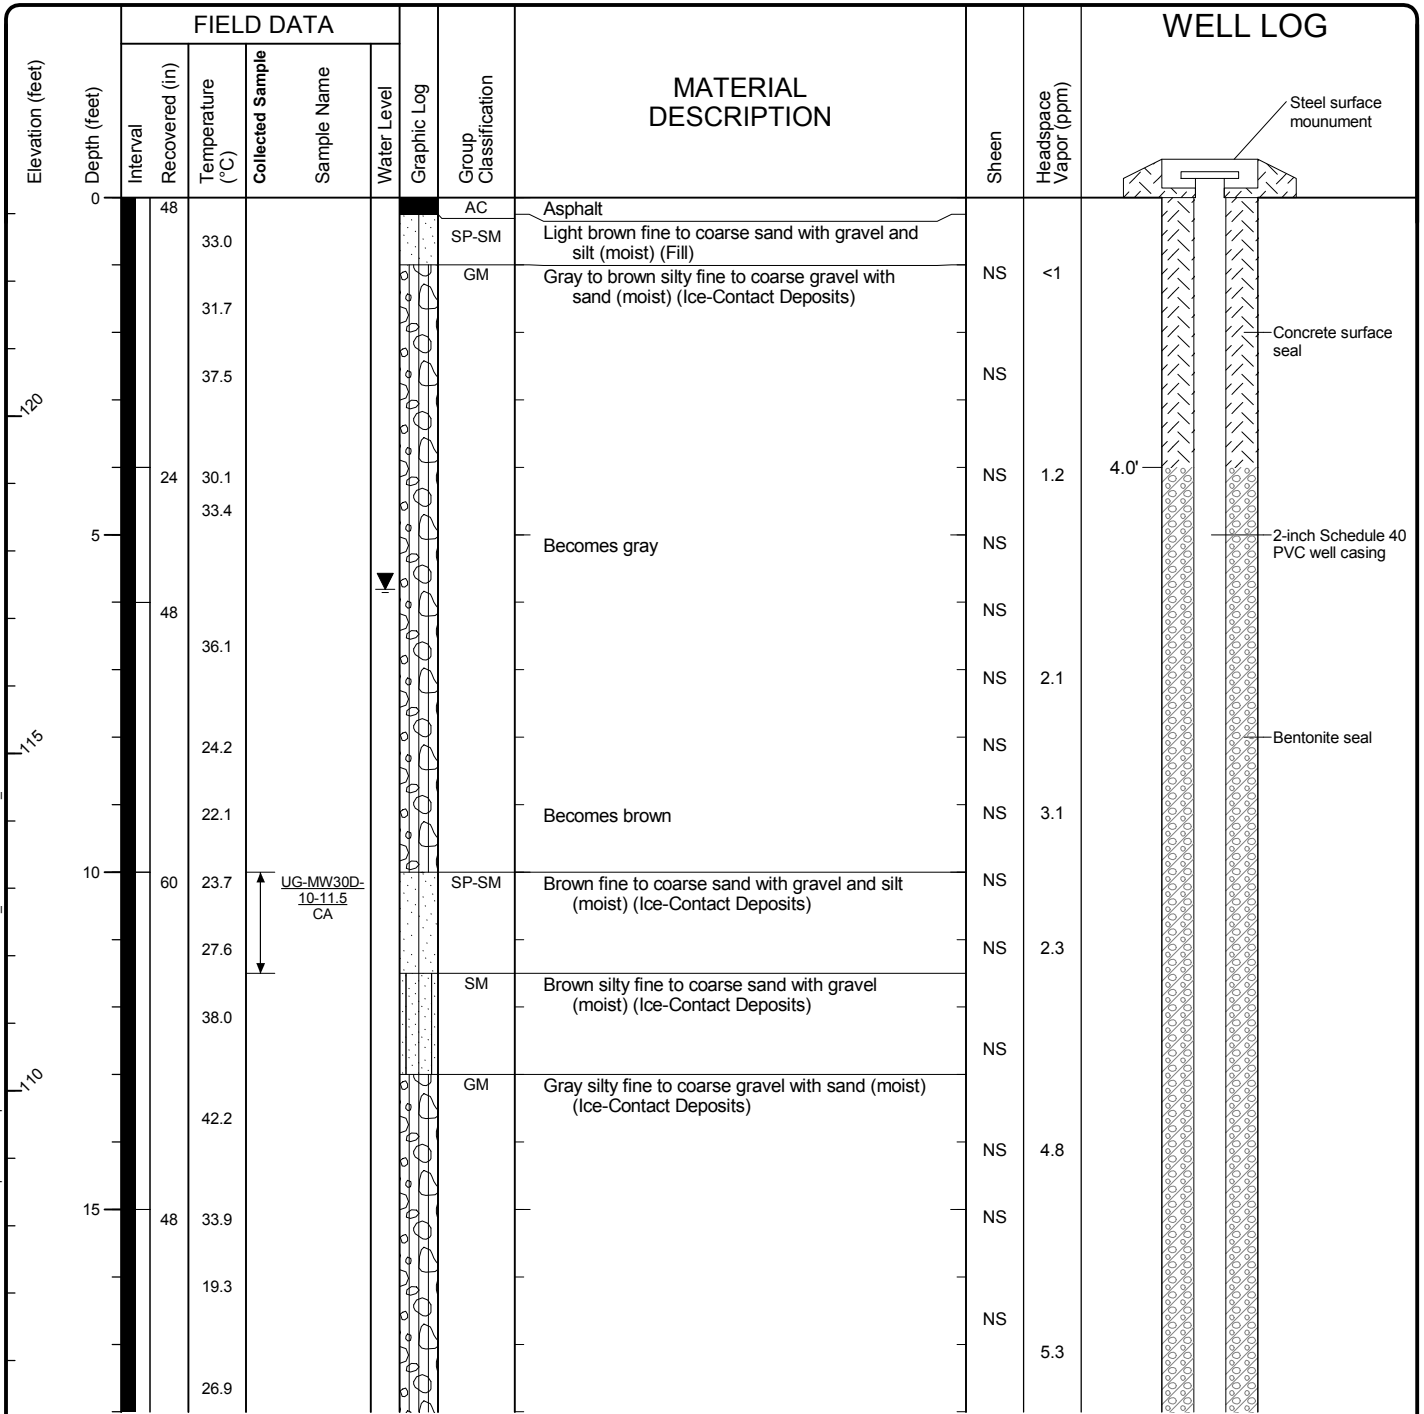 FIELD DATA
WELL LOG
Elevation (feet)
Depth (feet)
Interval
Recovered (in)
Temperature
(°C)
Collected Sample
Sample Name
Water Level
Graphic Log
Group
Classification
MATERIAL
DESCRIPTION
Sheen
Headspace
Vapor (ppm)
Steel surface
mounument
0
48
AC
Asphalt
33.0
SP-SM
Light brown fine to coarse sand with gravel and
silt (moist) (Fill)
GM
Gray to brown silty fine to coarse gravel with
sand (moist) (Ice-Contact Deposits)
NS
<1
31.7
Concrete surface
seal
37.5
NS
120
4.0'
24
30.1
NS
1.2
33.4
5
Becomes gray
NS
2-inch Schedule 40
PVC well casing
48
NS
36.1
NS
2.1
115
24.2
NS
Bentonite seal
22.1
Becomes brown
NS
3.1
10
60
23.7
UG-MW30D-
10-11.5
CA
SP-SM
Brown fine to coarse sand with gravel and silt
(moist) (Ice-Contact Deposits)
NS
27.6
NS
2.3
SM
Brown silty fine to coarse sand with gravel
(moist) (Ice-Contact Deposits)
38.0
NS
110
GM
Gray silty fine to coarse gravel with sand (moist)
(Ice-Contact Deposits)
42.2
NS
4.8
15
48
33.9
NS
19.3
NS
5.3
26.9